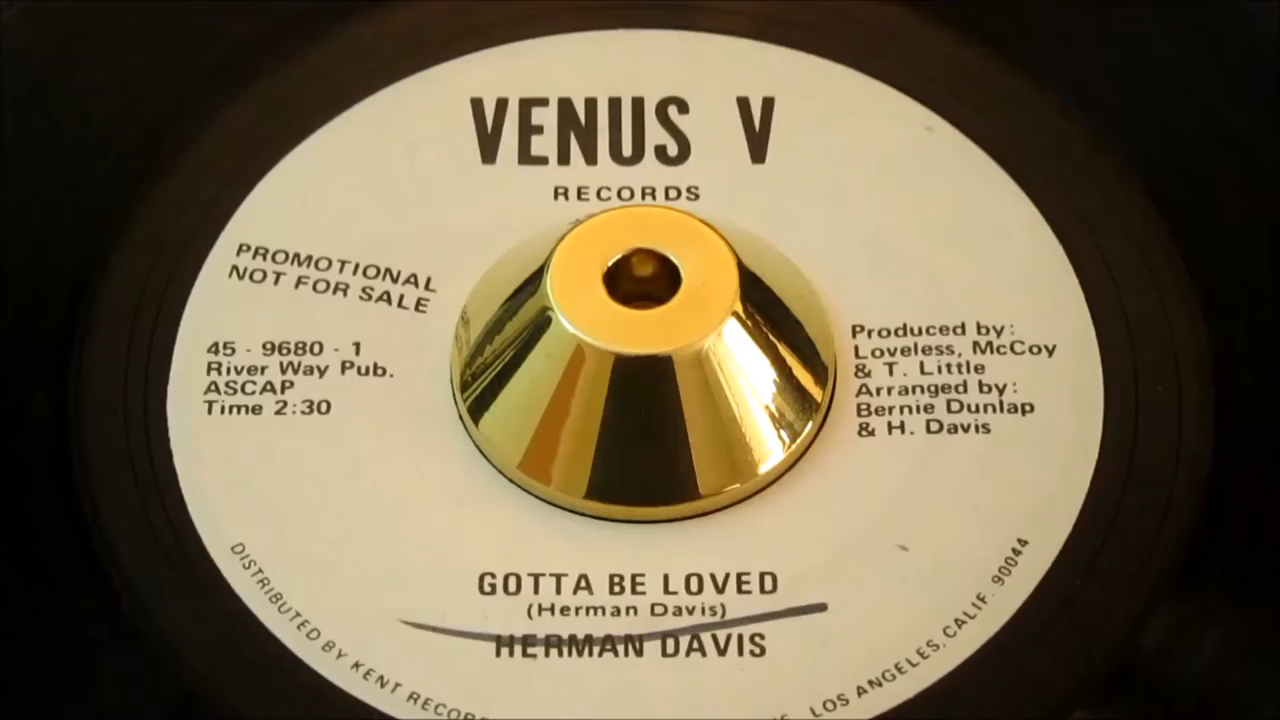 VENUS V
RECORDS
PROMOTIONAL
NOT FOR SALE
45 - 9680 - 1
River Way Pub.
ASCAP
Time 2:30
Produced by:
Loveless, McCoy
& T. Little
Arranged by:
Bernie Dunlap
& H. Davis
GOTTA BE LOVED
(Herman Davis)
HERMAN DAVIS
DISTRIBUTED BY KENT
LOS ANGELES, CALIF. 90044